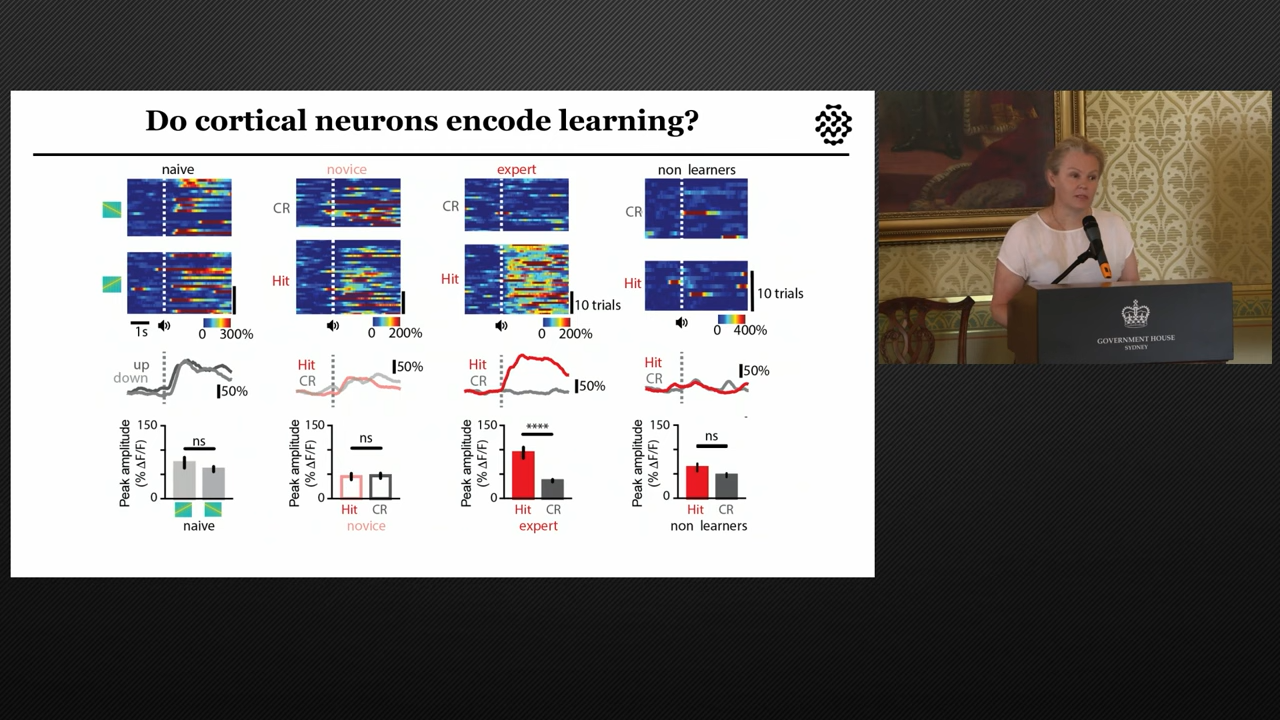 Do cortical neurons encode learning?
naive
novice
expert
non learners
CR
CR
CR
Hit
Hit
Hit
10 trials
10 trials
1s
0 300%
0 200%
0 200%
0 400%
up
down
50%
Hit
CR
50%
Hit
CR
50%
Hit
CR
50%
Peak amplitude
(% ΔF/F)
150
0
ns
naive
Peak amplitude
(% ΔF/F)
150
0
ns
Hit CR
novice
Peak amplitude
(% ΔF/F)
150
0
****
Hit CR
expert
Peak amplitude
(% ΔF/F)
150
0
ns
Hit CR
non learners
GOVERNMENT HOUSE
SYDNEY